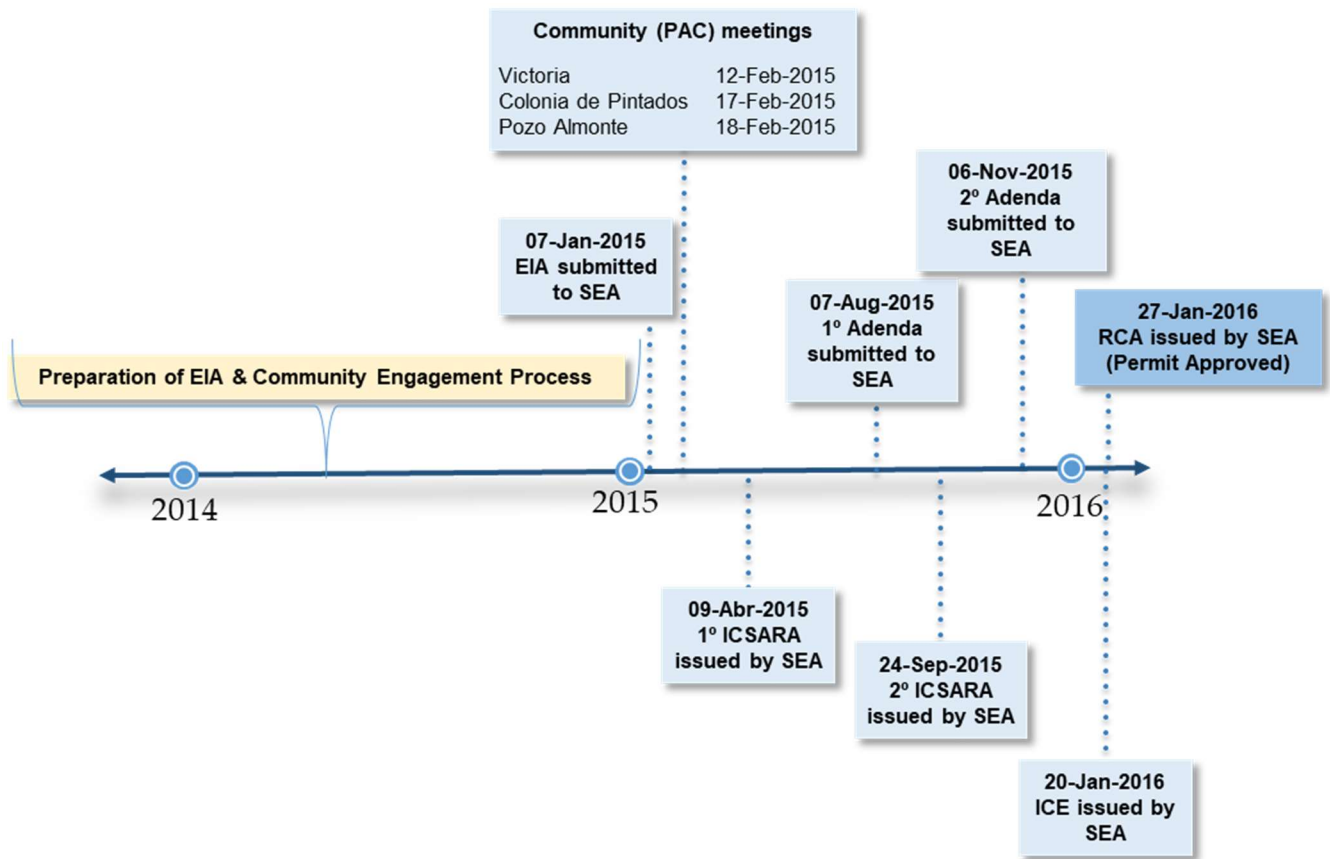 Community (PAC) meetings
Victoria 12-Feb-2015
Colonia de Pintados 17-Feb-2015
Pozo Almonte 18-Feb-2015
06-Nov-2015
2º Adenda
submitted to
SEA
07-Jan-2015
EIA submitted
to SEA
07-Aug-2015
1º Adenda
submitted to
SEA
27-Jan-2016
RCA issued by SEA
(Permit Approved)
Preparation of EIA & Community Engagement Process
2014
2015
2016
09-Abr-2015
1º ICSARA
issued by SEA
24-Sep-2015
2º ICSARA
issued by SEA
20-Jan-2016
ICE issued by
SEA